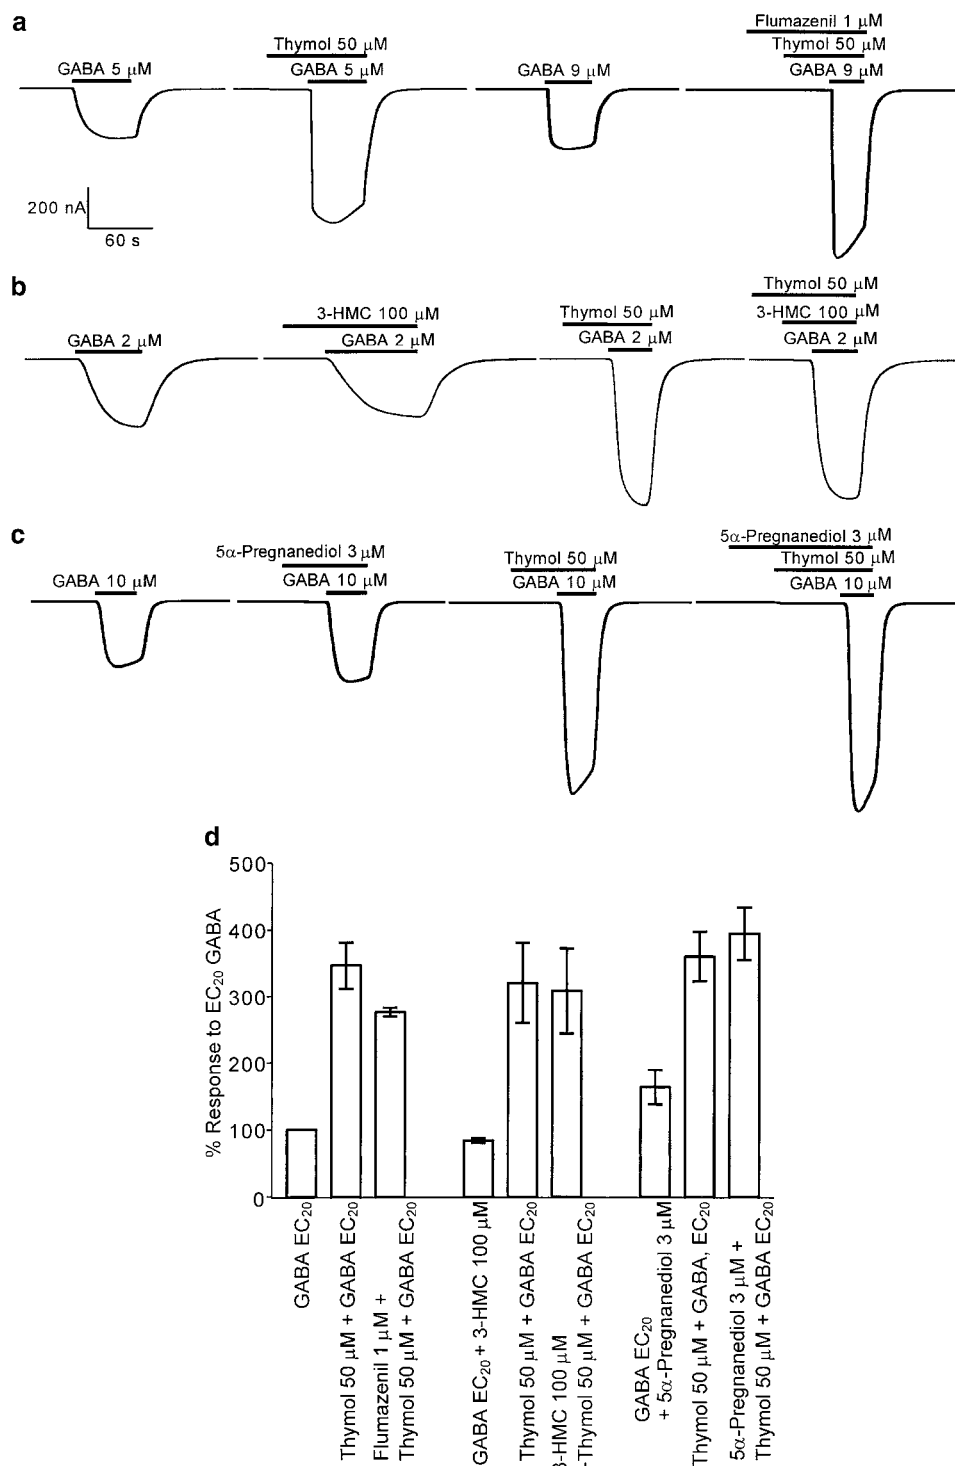 a
Flumazenil 1 μM
Thymol 50 μM
Thymol 50 μM
GABA 5 μM
GABA 5 μM
GABA 9 μM
GABA 9 μM
200 nA
60 s
b
Thymol 50 μM
3-HMC 100 μM
Thymol 50 μM
3-HMC 100 μM
GABA 2 μM
GABA 2 μM
GABA 2 μM
GABA 2 μM
c
5α-Pregnanediol 3 μM
5α-Pregnanediol 3 μM
Thymol 50 μM
Thymol 50 μM
GABA 10 μM
GABA 10 μM
GABA 10 μM
GABA 10 μM
d
% Response to EC20 GABA
500
400
300
200
100
0
GABA EC20
Thymol 50 μM + GABA EC20
Flumazenil 1 μM +
Thymol 50 μM + GABA EC20
GABA EC20 + 3-HMC 100 μM
Thymol 50 μM + GABA EC20
3-HMC 100 μM
-Thymol 50 μM + GABA EC20
GABA EC20
+ 5α-Pregnanediol 3 μM
Thymol 50 μM + GABA, EC20
5α-Pregnanediol 3 μM +
Thymol 50 μM + GABA EC20